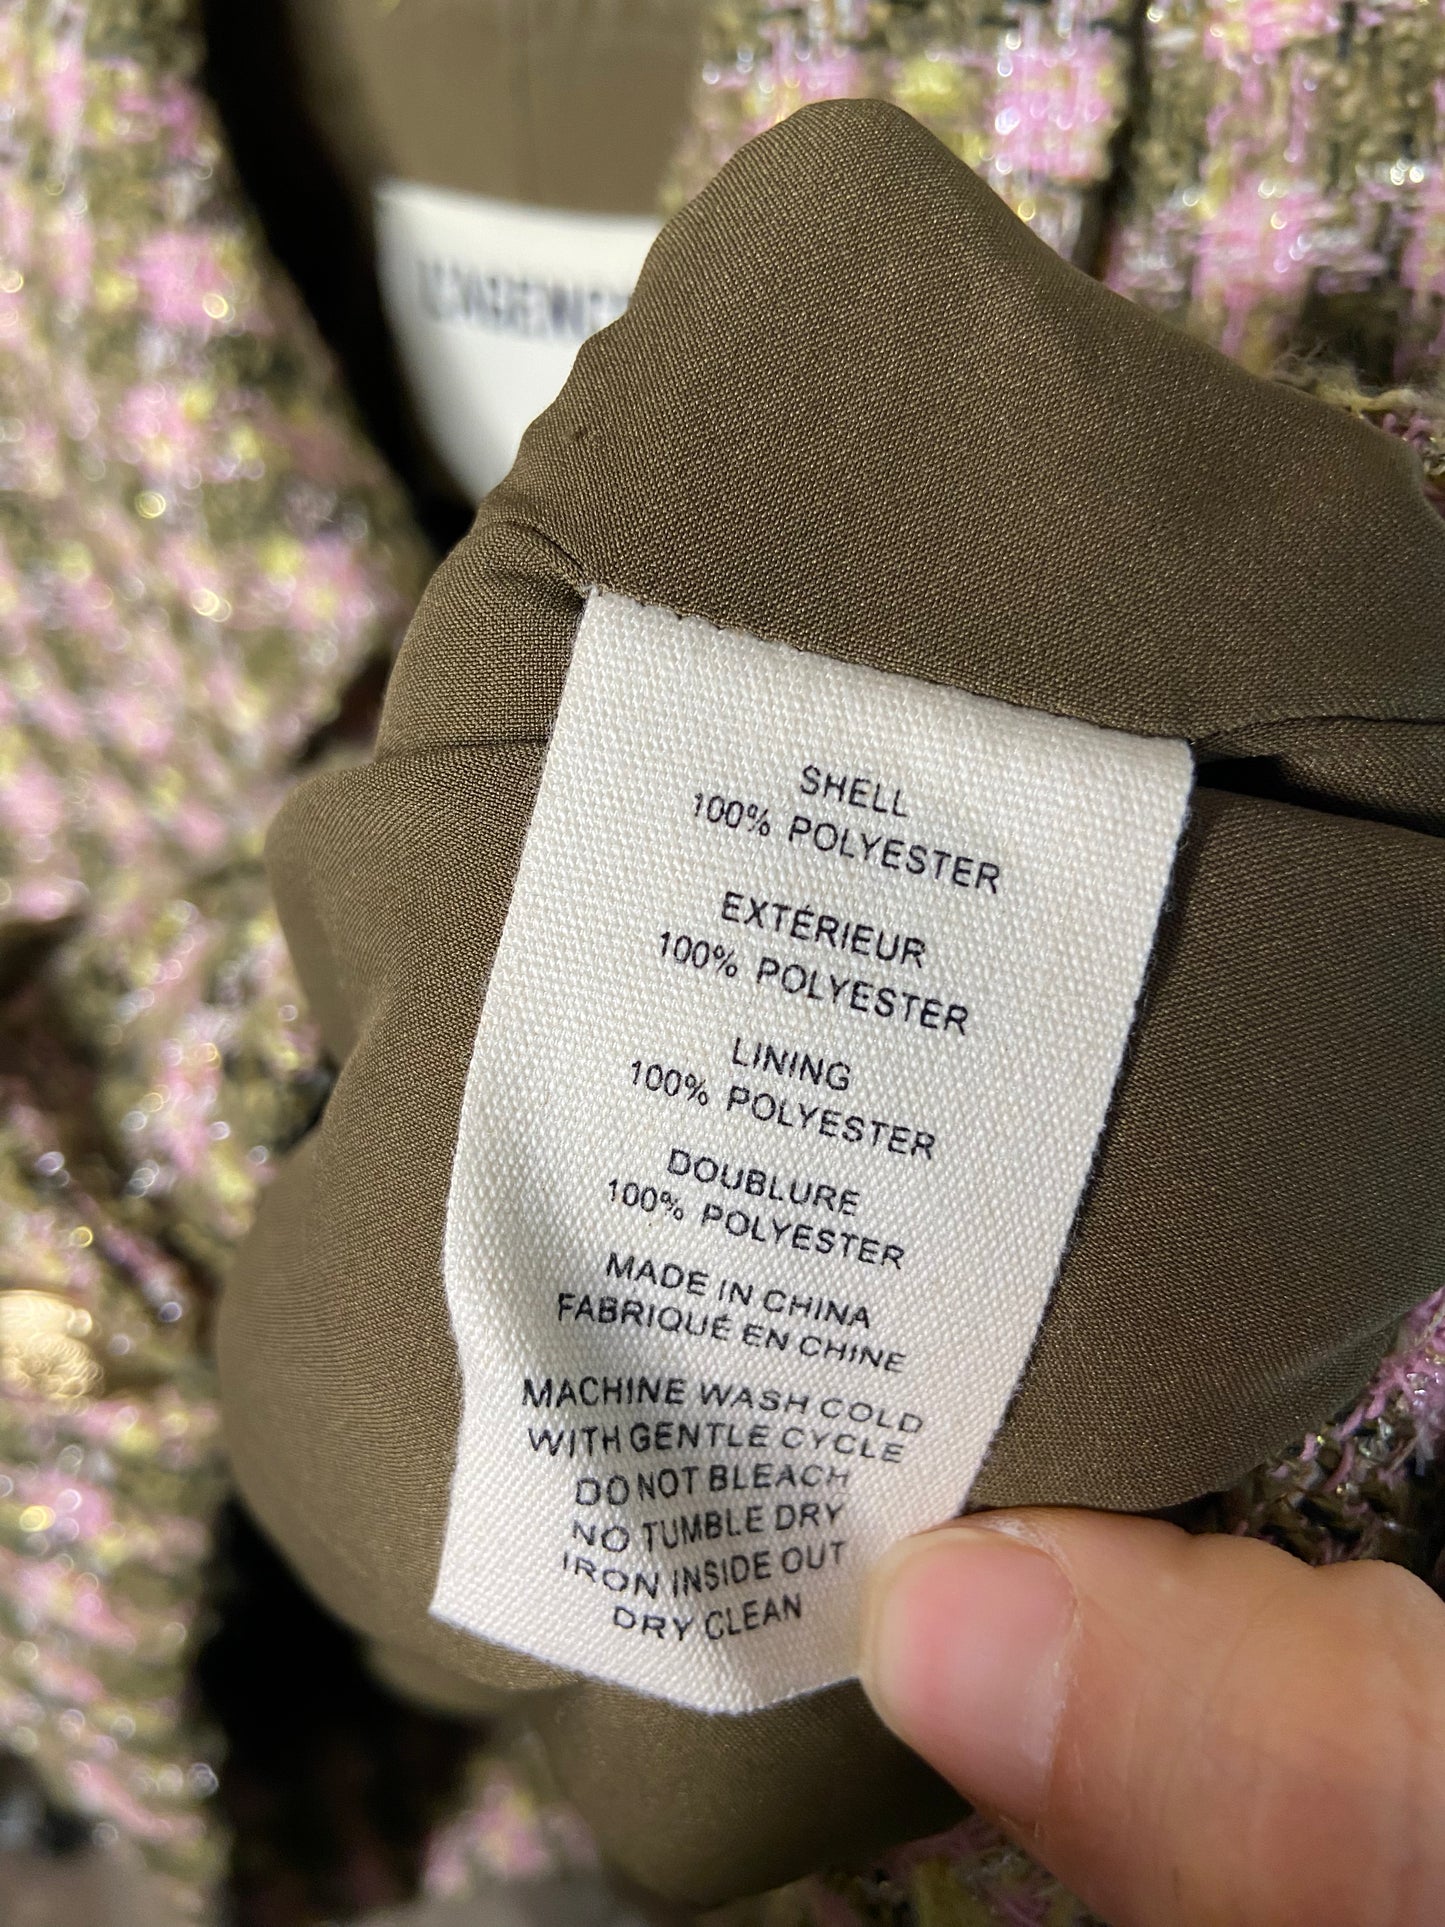 SHELL
100% POLYESTER
EXTÉRIEUR
100% POLYESTER
LINING
100% POLYESTER
DOUBLURE
100% POLYESTER
MADE IN CHINA
FABRIQUÉ EN CHINE
MACHINE WASH COLD
WITH GENTLE CYCLE
DO NOT BLEACH
NO TUMBLE DRY
IRON INSIDE OUT
DRY CLEAN